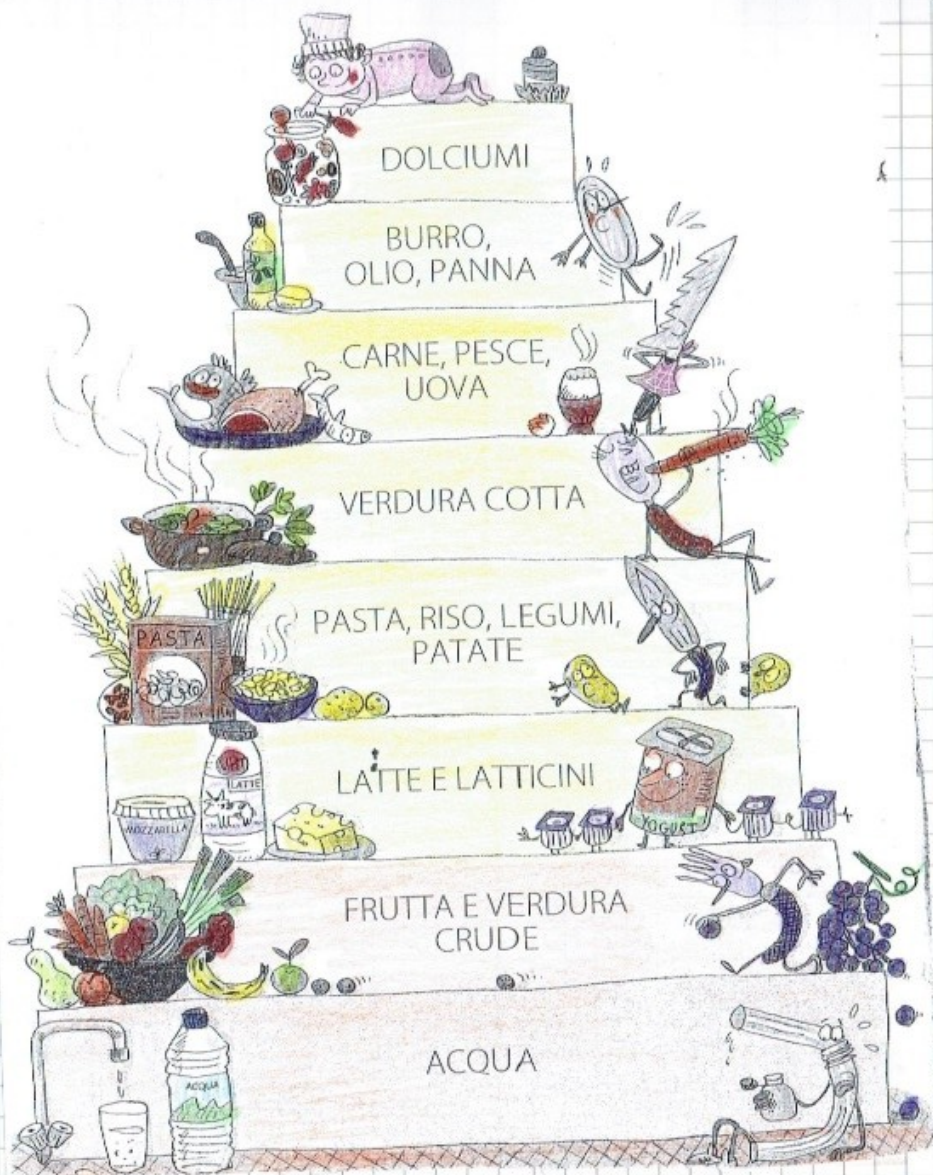 DOLCIUMI
BURRO,
OLIO, PANNA
CARNE, PESCE,
UOVA
VERDURA COTTA
PASTA, RISO, LEGUMI,
PATATE
PASTA
LATTE E LATTICINI
LATTE
MOZZARELLA
YOGURT
FRUTTA E VERDURA
CRUDE
ACQUA
ACQUA